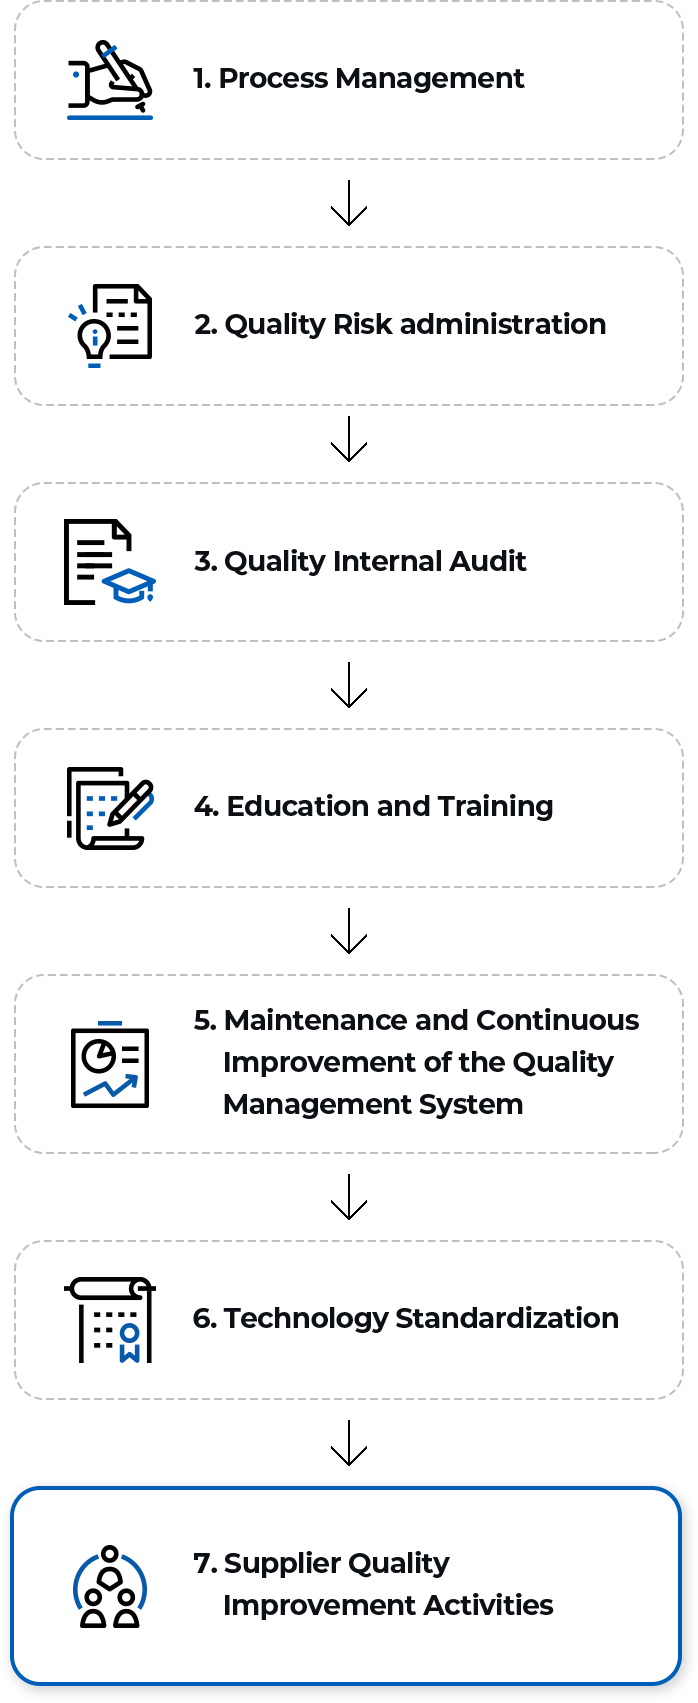 1. Process Management
2. Quality Risk administration
3. Quality Internal Audit
4. Education and Training
5. Maintenance and Continuous
Improvement of the Quality
Management System
6. Technology Standardization
7. Supplier Quality
Improvement Activities